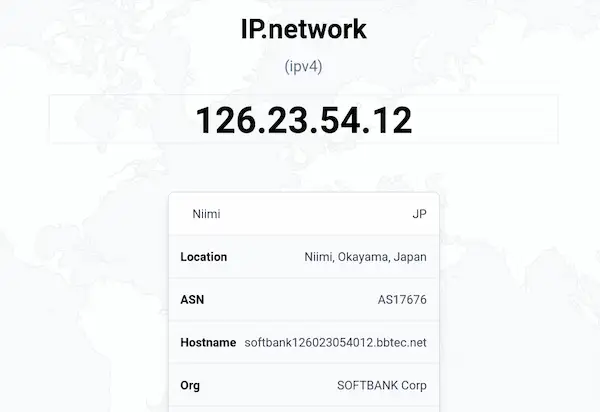 IP.network
(ipv4)
126.23.54.12
Niimi JP
Location Niimi, Okayama, Japan
ASN AS17676
Hostname softbank126023054012.bbtec.net
Org SOFTBANK Corp